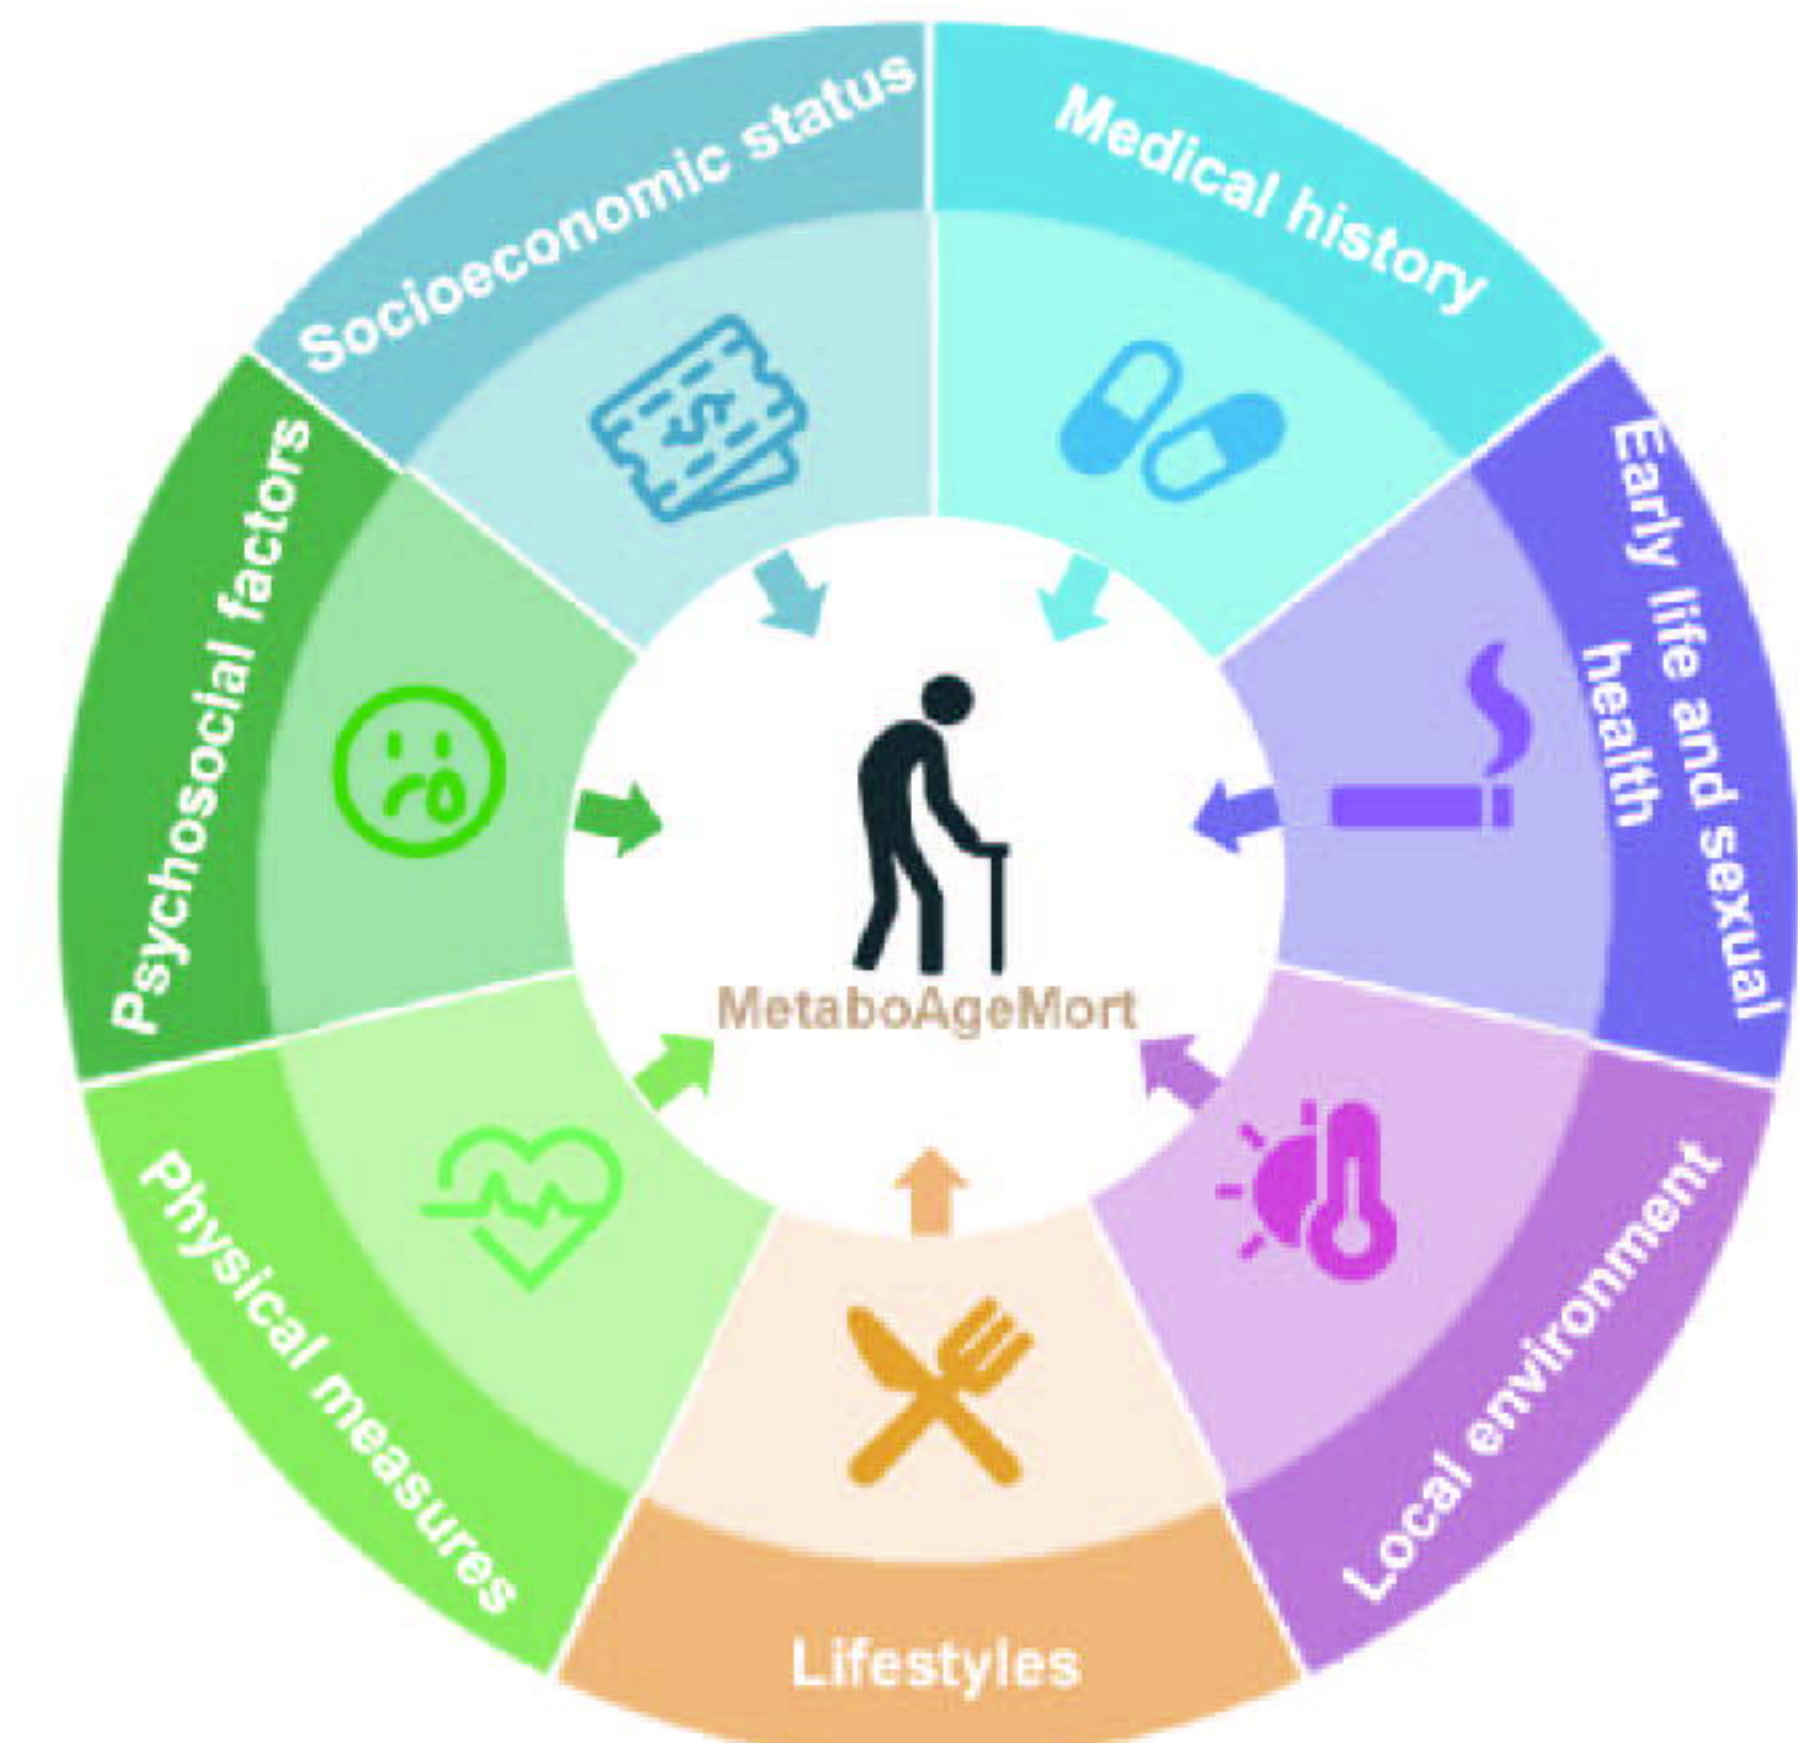 Socioeconomic status
Medical history
Early life and sexual
health
Local environment
Lifestyles
Physical measures
Psychosocial factors
MetaboAgeMort
$